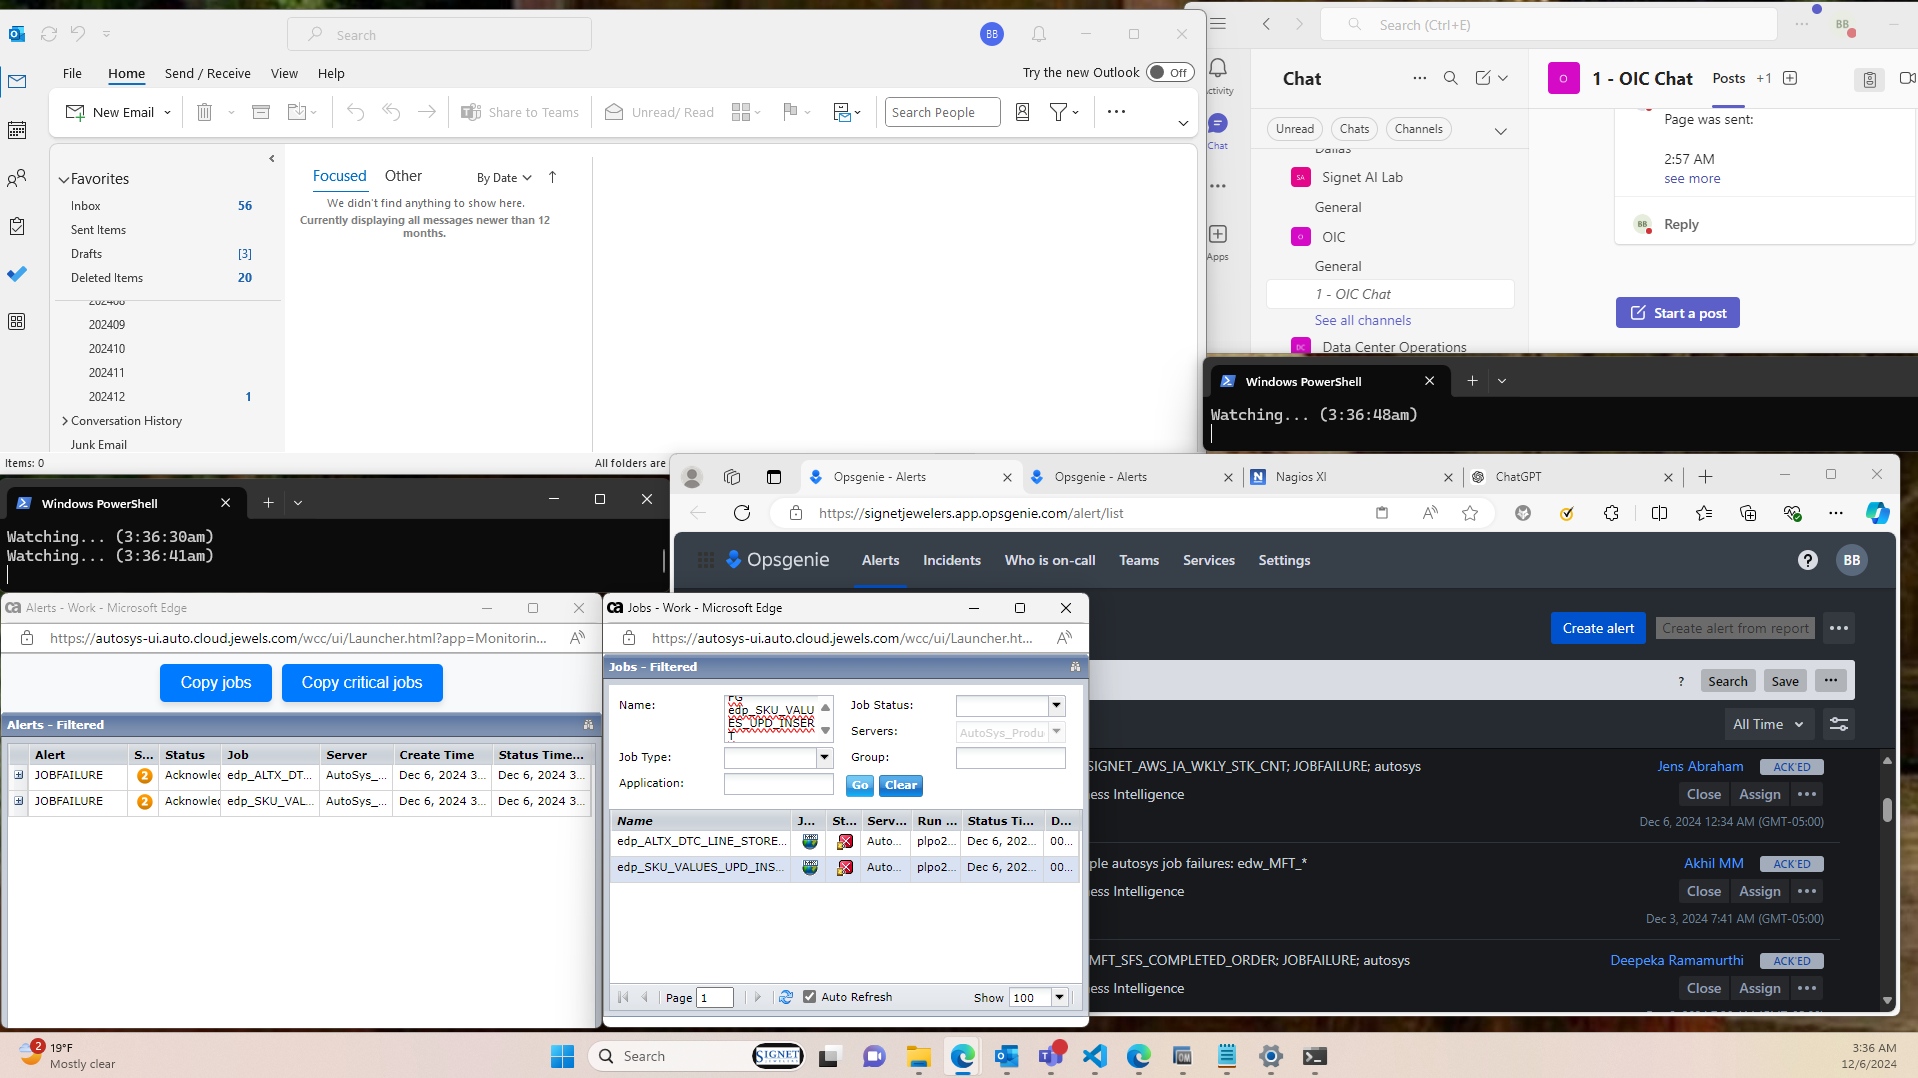 Search
BB
File
Home
Send / Receive
View
Help
Try the new Outlook
Off
New Email
Share to Teams
Unread/ Read
Search People
Favorites
Inbox
56
Sent Items
Drafts
[3]
Deleted Items
20
202409
202410
202411
202412
1
Conversation History
Junk Email
Focused
Other
By Date
We didn't find anything to show here.
Currently displaying all messages newer than 12
months.
Items: 0
All folders are
Search (Ctrl+E)
BB
Activity
Chat
Apps
Chat
Unread
Chats
Channels
Dallas
SA
Signet AI Lab
General
O
OIC
General
1 - OIC Chat
See all channels
DC
Data Center Operations
O
1 - OIC Chat
Posts
+1
Page was sent:
2:57 AM
see more
BB
Reply
Start a post
Windows PowerShell
Watching... (3:36:48am)
Windows PowerShell
Watching... (3:36:30am)
Watching... (3:36:41am)
Opsgenie - Alerts
Opsgenie - Alerts
Nagios XI
ChatGPT
https://signetjewelers.app.opsgenie.com/alert/list
Opsgenie
Alerts
Incidents
Who is on-call
Teams
Services
Settings
BB
Create alert
Create alert from report
?
Search
Save
All Time
SIGNET_AWS_IA_WKLY_STK_CNT; JOBFAILURE; autosys
Jens Abraham
ACK'ED
ess Intelligence
Close
Assign
Dec 6, 2024 12:34 AM (GMT-05:00)
ple autosys job failures: edw_MFT_*
Akhil MM
ACK'ED
ess Intelligence
Close
Assign
Dec 3, 2024 7:41 AM (GMT-05:00)
MFT_SFS_COMPLETED_ORDER; JOBFAILURE; autosys
Deepeka Ramamurthi
ACK'ED
ess Intelligence
Close
Assign
ca
Alerts - Work - Microsoft Edge
https://autosys-ui.auto.cloud.jewels.com/wcc/ui/Launcher.html?app=Monitorin...
Copy jobs
Copy critical jobs
Alerts - Filtered
Alert
S...
Status
Job
Server
Create Time
Status Time...
JOBFAILURE
2
Acknowled
edp_ALTX_DT...
AutoSys_...
Dec 6, 2024 3...
Dec 6, 2024 3...
JOBFAILURE
2
Acknowled
edp_SKU_VAL...
AutoSys_...
Dec 6, 2024 3...
Dec 6, 2024 3...
ca
Jobs - Work - Microsoft Edge
https://autosys-ui.auto.cloud.jewels.com/wcc/ui/Launcher.ht...
Jobs - Filtered
Name:
edp_SKU_VALU
ES_UPD_INSER
T
Job Status:
Servers:
AutoSys_Produ
Job Type:
Group:
Application:
Go
Clear
Name
J...
St...
Serv...
Run ...
Status Ti...
D...
edp_ALTX_DTC_LINE_STORE...
Auto...
plpo2...
Dec 6, 202...
00...
edp_SKU_VALUES_UPD_INS...
Auto...
plpo2...
Dec 6, 202...
00...
Page
1
Auto Refresh
Show
100
2
19°F
Mostly clear
Search
SIGNET
3:36 AM
12/6/2024